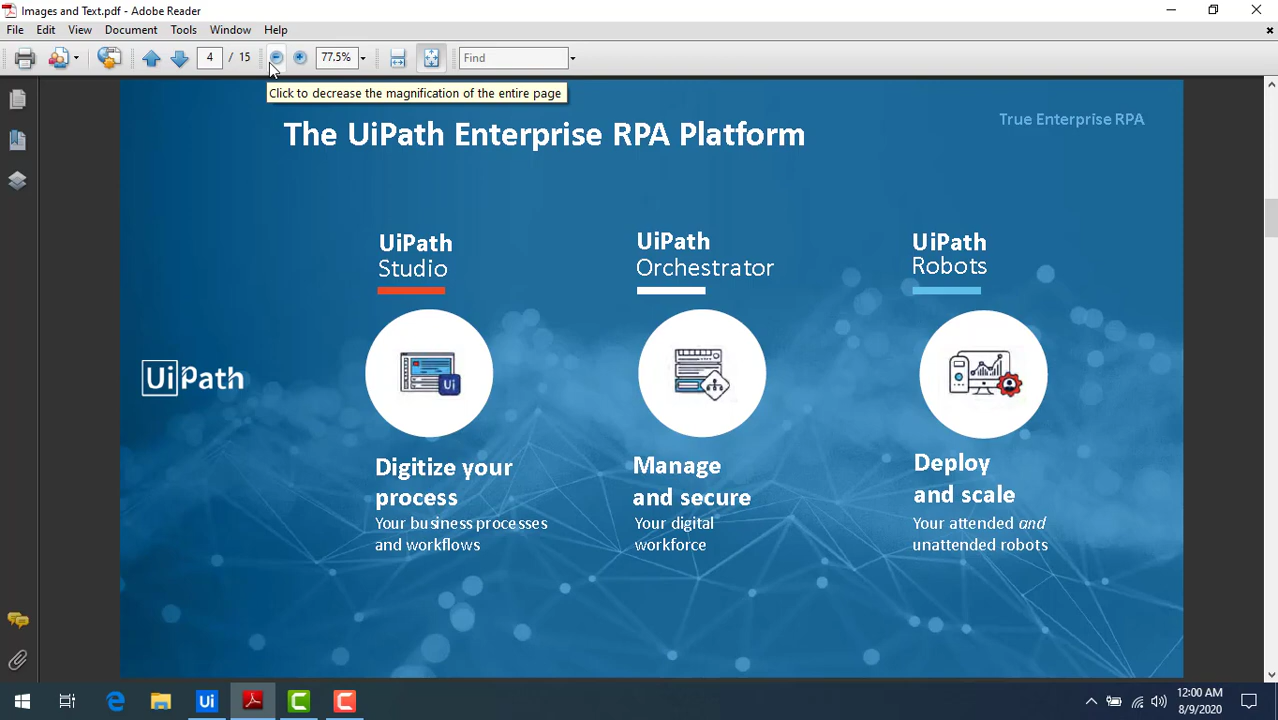 Images and Text.pdf - Adobe Reader
File Edit View Document Tools Window Help
4 / 15 77.5% Find
Click to decrease the magnification of the entire page
The UiPath Enterprise RPA Platform
True Enterprise RPA
UiPath
Studio
UiPath
Orchestrator
UiPath
Robots
UiPath
Ui
Digitize your
process
Your business processes
and workflows
Manage
and secure
Your digital
workforce
Deploy
and scale
Your attended and
unattended robots
Ui
12:00 AM
8/9/2020